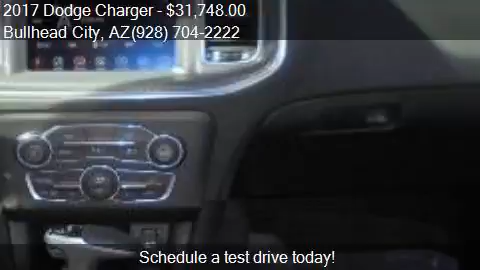 2017 Dodge Charger - $31,748.00
Bullhead City, AZ(928) 704-2222
Schedule a test drive today!